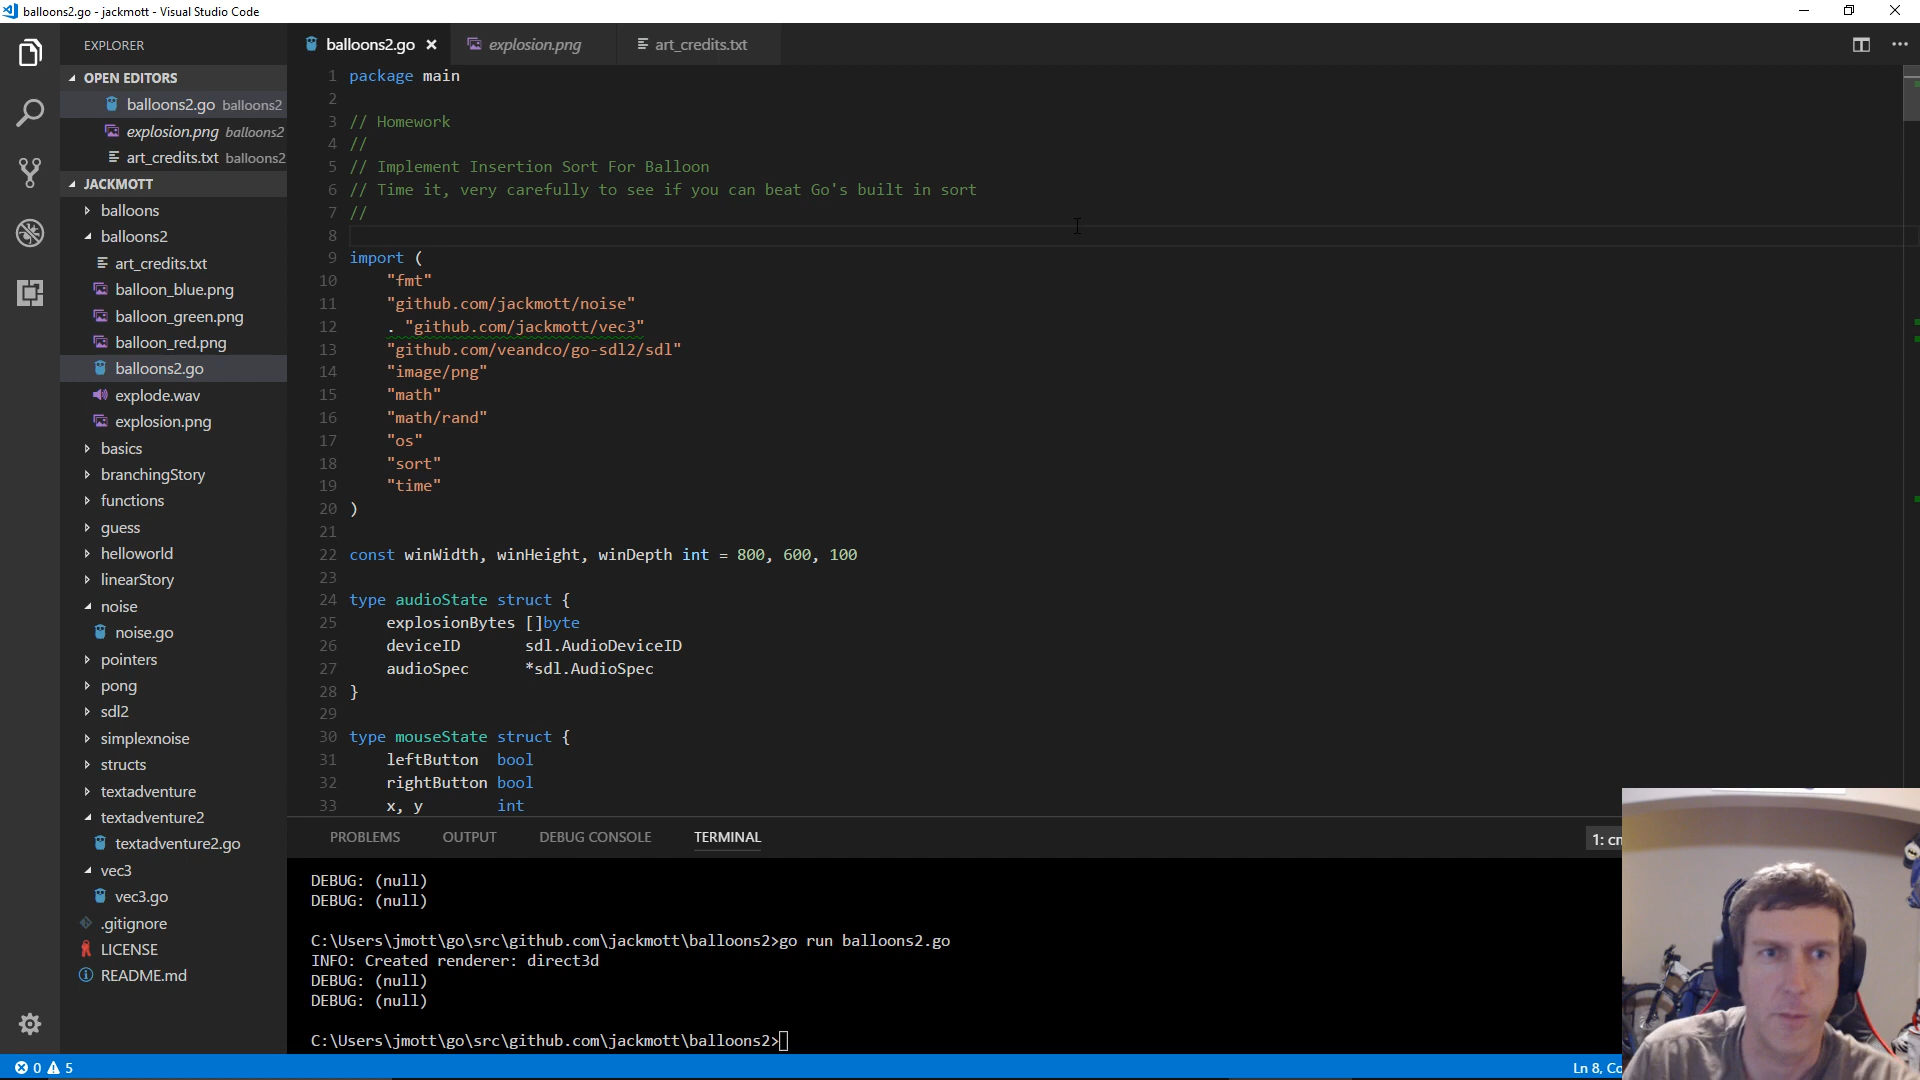 balloons2.go - jackmott - Visual Studio Code
EXPLORER
OPEN EDITORS
balloons2.go balloons2
explosion.png balloons2
art_credits.txt balloons2
JACKMOTT
balloons
balloons2
art_credits.txt
balloon_blue.png
balloon_green.png
balloon_red.png
balloons2.go
explode.wav
explosion.png
basics
branchingStory
functions
guess
helloworld
linearStory
noise
noise.go
pointers
pong
sdl2
simplexnoise
structs
textadventure
textadventure2
textadventure2.go
vec3
vec3.go
.gitignore
LICENSE
README.md
balloons2.go
explosion.png
art_credits.txt
1 package main
2
3 // Homework
4 //
5 // Implement Insertion Sort For Balloon
6 // Time it, very carefully to see if you can beat Go's built in sort
7 //
8
9 import (
10 "fmt"
11 "github.com/jackmott/noise"
12 . "github.com/jackmott/vec3"
13 "github.com/veandco/go-sdl2/sdl"
14 "image/png"
15 "math"
16 "math/rand"
17 "os"
18 "sort"
19 "time"
20 )
21
22 const winWidth, winHeight, winDepth int = 800, 600, 100
23
24 type audioState struct {
25 explosionBytes []byte
26 deviceID sdl.AudioDeviceID
27 audioSpec *sdl.AudioSpec
28 }
29
30 type mouseState struct {
31 leftButton bool
32 rightButton bool
33 x, y int
PROBLEMS OUTPUT DEBUG CONSOLE TERMINAL
DEBUG: (null)
DEBUG: (null)
C:\Users\jmott\go\src\github.com\jackmott\balloons2>go run balloons2.go
INFO: Created renderer: direct3d
DEBUG: (null)
DEBUG: (null)
C:\Users\jmott\go\src\github.com\jackmott\balloons2>
0 5
Ln 8,